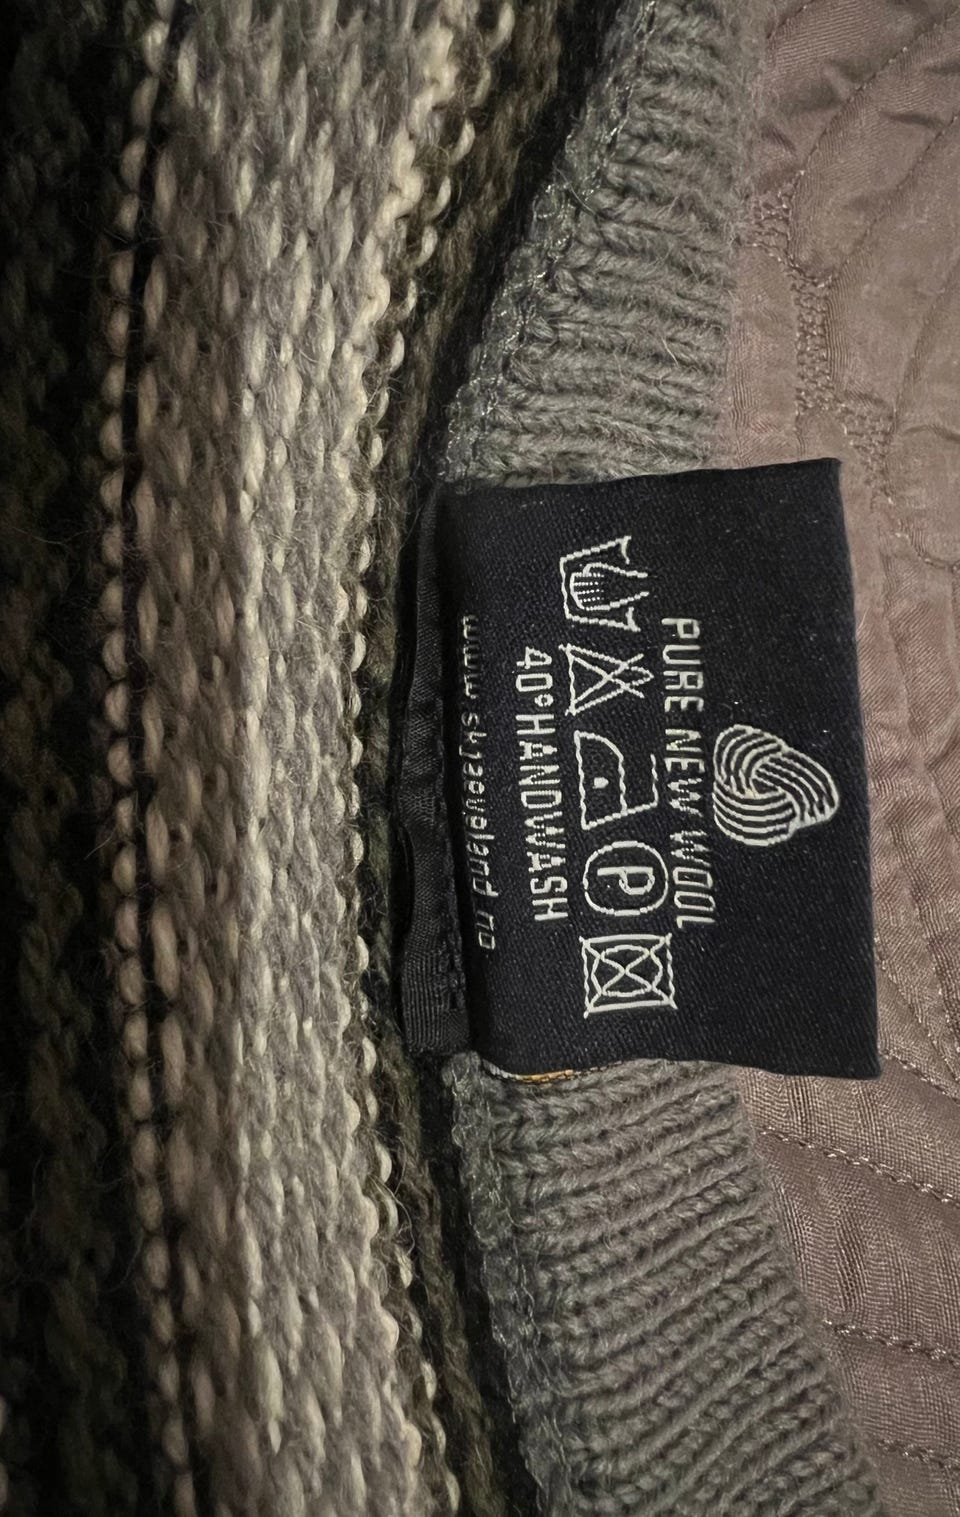 PURE NEW WOOL
P
40° HANDWASH
www.skjaeveland.no